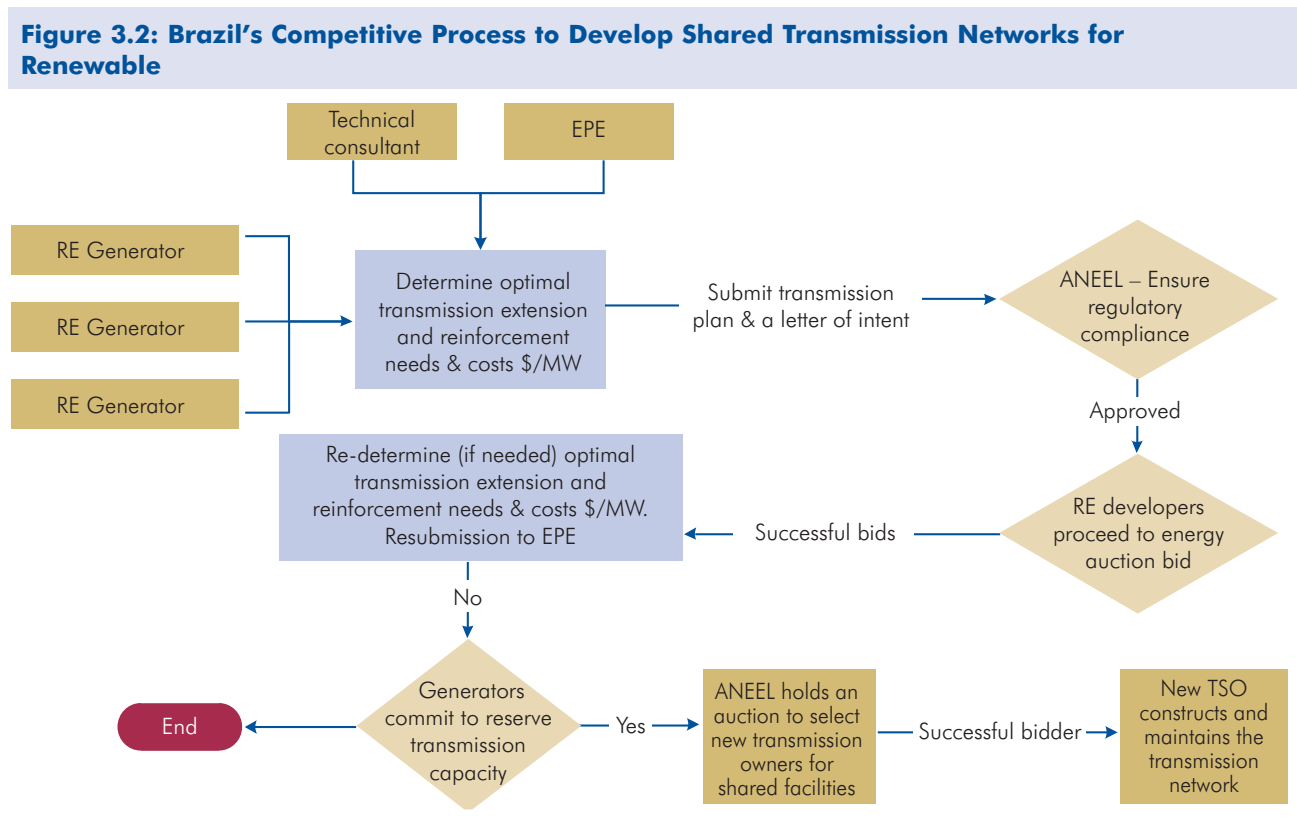 Figure 3.2: Brazil’s Competitive Process to Develop Shared Transmission Networks for
Renewable
Technical
consultant
EPE
RE Generator
RE Generator
RE Generator
Determine optimal
transmission extension
and reinforcement
needs & costs $/MW
Submit transmission
plan & a letter of intent
ANEEL – Ensure
regulatory
compliance
Approved
RE developers
proceed to energy
auction bid
Successful bids
Re-determine (if needed) optimal
transmission extension and
reinforcement needs & costs $/MW.
Resubmission to EPE
No
Generators
commit to reserve
transmission
capacity
End
Yes
ANEEL holds an
auction to select
new transmission
owners for
shared facilities
Successful bidder
New TSO
constructs and
maintains the
transmission
network